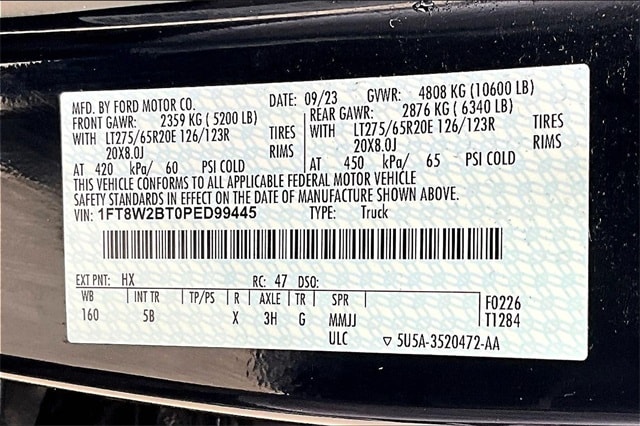 MFD. BY FORD MOTOR CO. DATE: 09/23 GVWR: 4808 KG (10600 LB)
FRONT GAWR: 2359 KG ( 5200 LB) REAR GAWR: 2876 KG ( 6340 LB)
WITH LT275/65R20E 126/123R TIRES WITH LT275/65R20E 126/123R TIRES
20X8.0J RIMS 20X8.0J RIMS
AT 420 kPa/ 60 PSI COLD AT 450 kPa/ 65 PSI COLD
THIS VEHICLE CONFORMS TO ALL APPLICABLE FEDERAL MOTOR VEHICLE
SAFETY STANDARDS IN EFFECT ON THE DATE OF MANUFACTURE SHOWN ABOVE.
VIN: 1FT8W2BT0PED99445 TYPE: Truck
EXT PNT: HX RC: 47 DSO:
WB INT TR TP/PS R AXLE TR SPR F0226
160 5B X 3H G MMJJ T1284
ULC ▽ 5U5A-3520472-AA